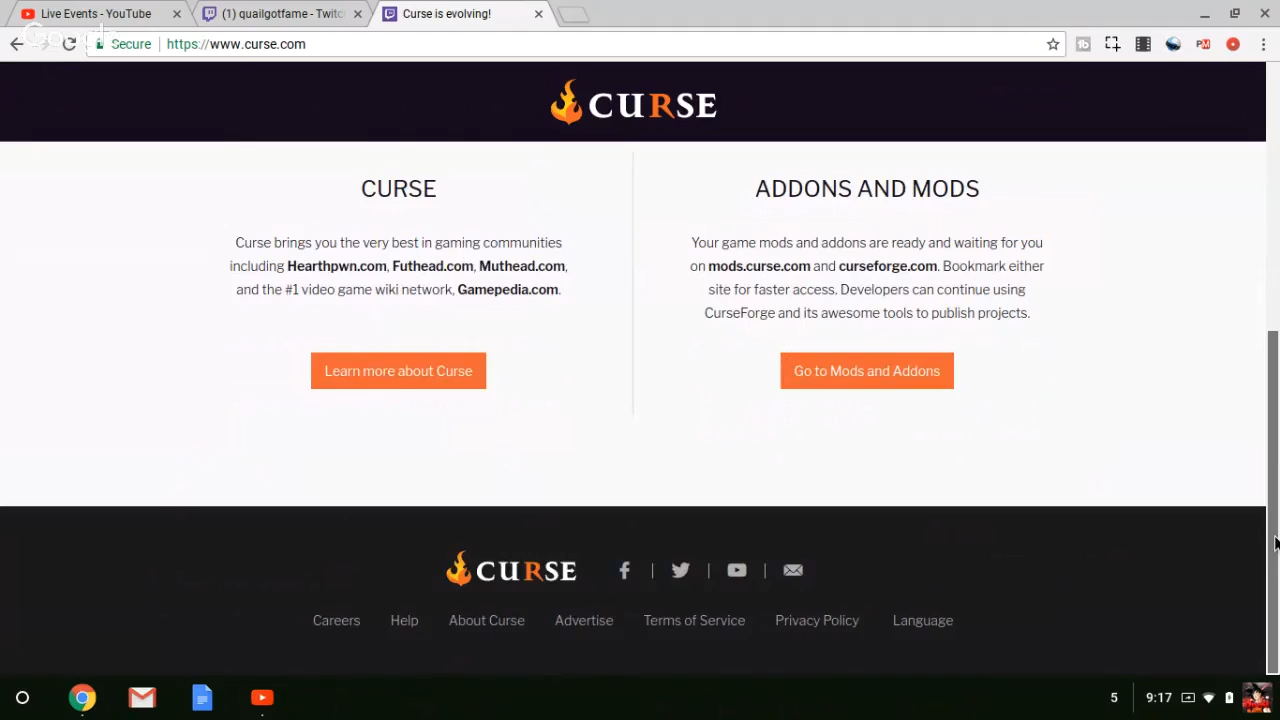 Live Events - YouTube
(1) quailgotfame - Twitc
Curse is evolving!
Secure
https://www.curse.com
CURSE
CURSE
Curse brings you the very best in gaming communities
including Hearthpwn.com, Futhead.com, Muthead.com,
and the #1 video game wiki network, Gamepedia.com.
Learn more about Curse
ADDONS AND MODS
Your game mods and addons are ready and waiting for you
on mods.curse.com and curseforge.com. Bookmark either
site for faster access. Developers can continue using
CurseForge and its awesome tools to publish projects.
Go to Mods and Addons
CURSE
Careers Help About Curse Advertise Terms of Service Privacy Policy Language
5 9:17